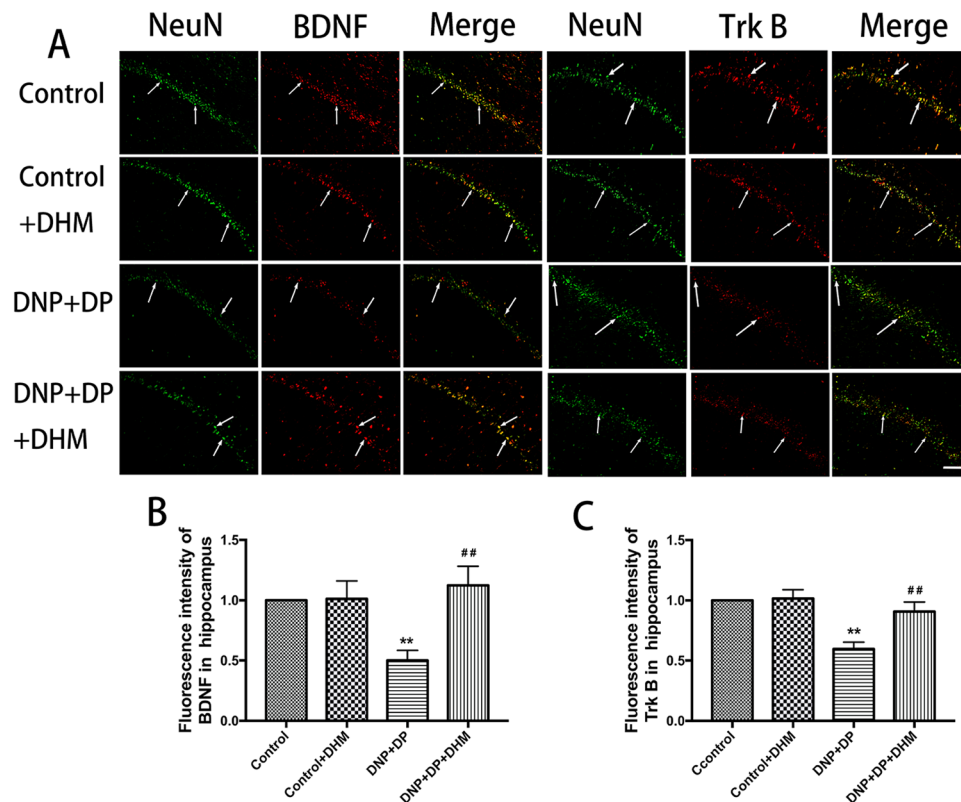 A
NeuN BDNF Merge NeuN Trk B Merge
Control
Control
+DHM
DNP+DP
DNP+DP
+DHM
B
Fluorescence intensity of
BDNF in hippocampus
1.5
1.0
0.5
0.0
**
##
Control
Control+DHM
DNP+DP
DNP+DP+DHM
C
Fluorescence intensity of
Trk B in hippocampus
1.5
1.0
0.5
0.0
**
##
Ccontrol
Control+DHM
DNP+DP
DNP+DP+DHM